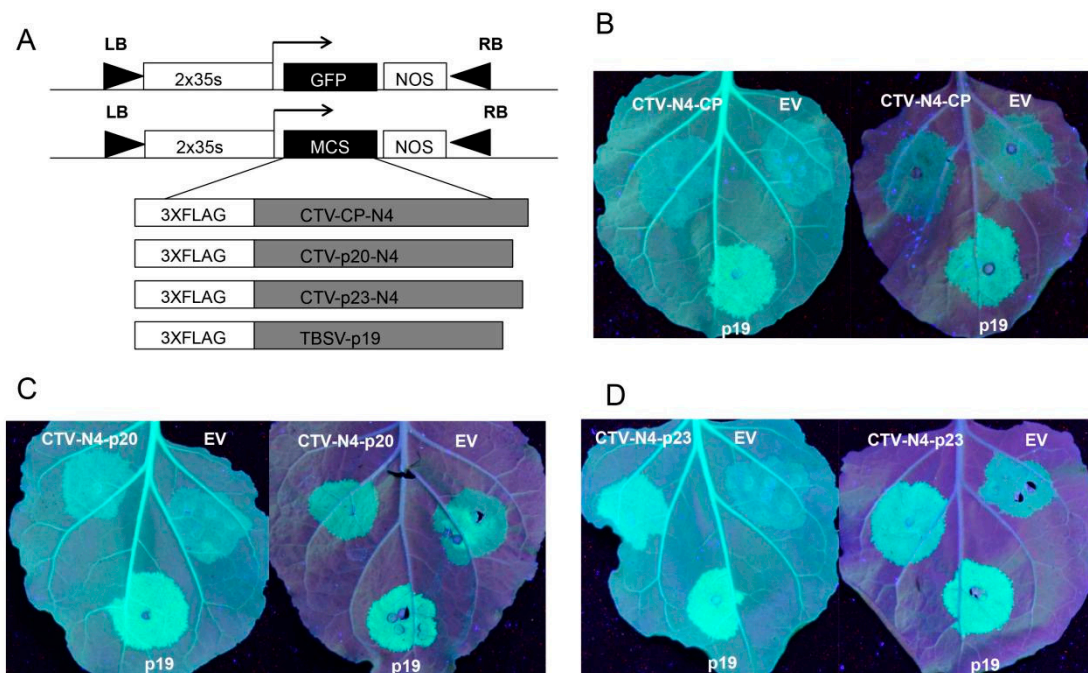 A
LB RB
2x35s GFP NOS
LB RB
2x35s MCS NOS
3XFLAG CTV-CP-N4
3XFLAG CTV-p20-N4
3XFLAG CTV-p23-N4
3XFLAG TBSV-p19
B
CTV-N4-CP EV CTV-N4-CP EV
p19 p19
C
CTV-N4-p20 EV CTV-N4-p20 EV
p19 p19
D
CTV-N4-p23 EV CTV-N4-p23 EV
p19 p19